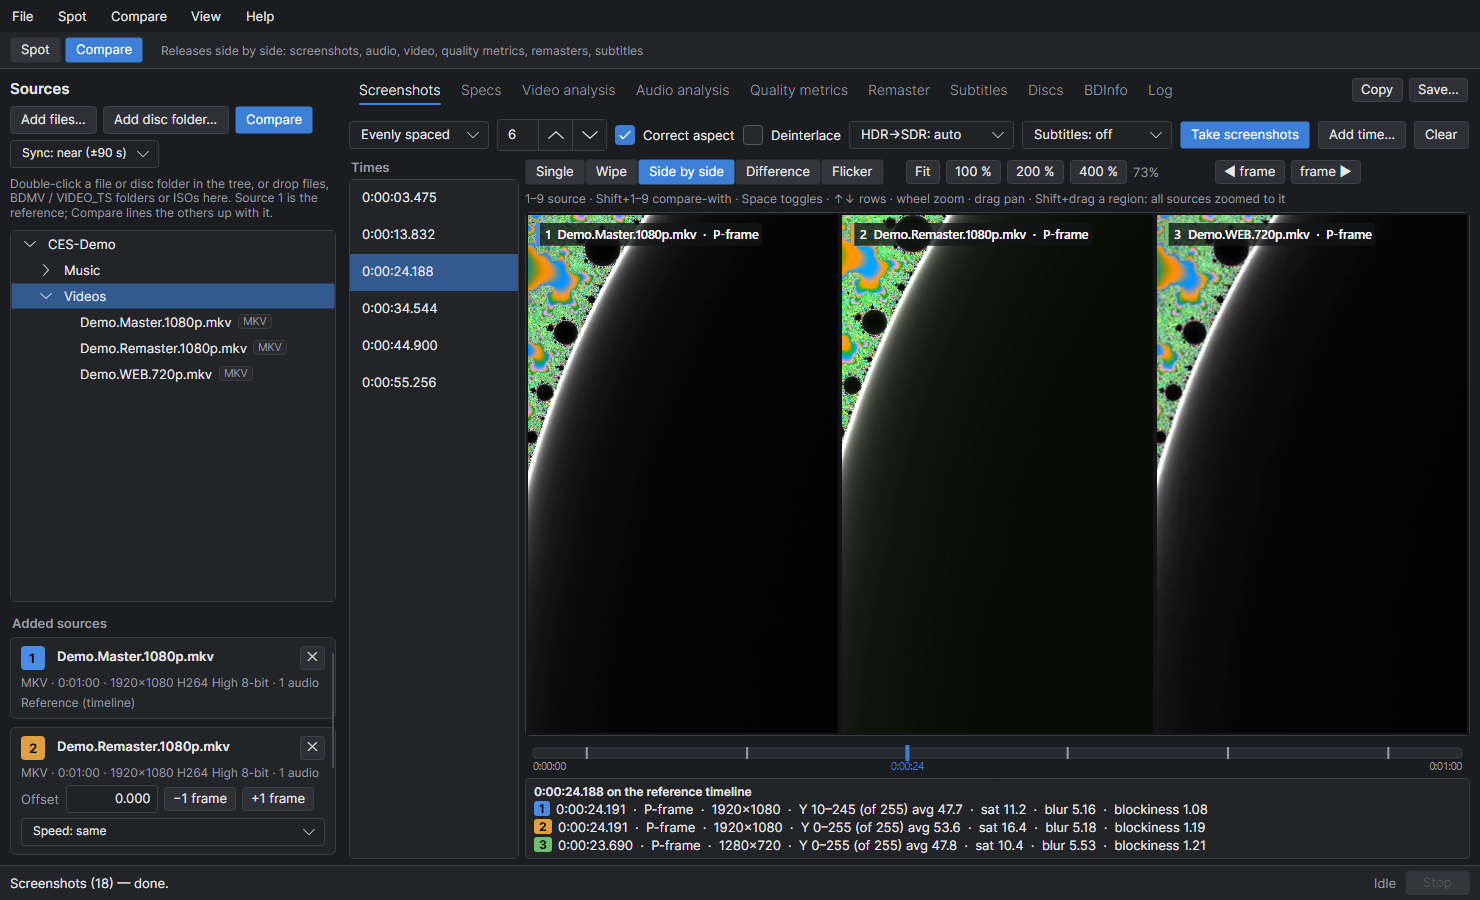 File Spot Compare View Help
Spot Compare Releases side by side: screenshots, audio, video, quality metrics, remasters, subtitles
Sources
Add files... Add disc folder... Compare
Sync: near (±90 s)
Double-click a file or disc folder in the tree, or drop files,
BDMV / VIDEO_TS folders or ISOs here. Source 1 is the
reference; Compare lines the others up with it.
CES-Demo
Music
Videos
Demo.Master.1080p.mkv MKV
Demo.Remaster.1080p.mkv MKV
Demo.WEB.720p.mkv MKV
Added sources
1 Demo.Master.1080p.mkv
MKV · 0:01:00 · 1920×1080 H264 High 8-bit · 1 audio
Reference (timeline)
2 Demo.Remaster.1080p.mkv
MKV · 0:01:00 · 1920×1080 H264 High 8-bit · 1 audio
Offset 0.000 −1 frame +1 frame
Speed: same
Screenshots Specs Video analysis Audio analysis Quality metrics Remaster Subtitles Discs BDInfo Log Copy Save...
Evenly spaced 6 Correct aspect Deinterlace HDR→SDR: auto Subtitles: off Take screenshots Add time... Clear
Times
0:00:03.475
0:00:13.832
0:00:24.188
0:00:34.544
0:00:44.900
0:00:55.256
Single Wipe Side by side Difference Flicker Fit 100 % 200 % 400 % 73% ◀ frame frame ▶
1–9 source · Shift+1–9 compare-with · Space toggles · ↑↓ rows · wheel zoom · drag pan · Shift+drag a region: all sources zoomed to it
1 Demo.Master.1080p.mkv · P-frame
2 Demo.Remaster.1080p.mkv · P-frame
3 Demo.WEB.720p.mkv · P-frame
0:00:00 0:00:24 0:01:00
0:00:24.188 on the reference timeline
1 0:00:24.191 · P-frame · 1920×1080 · Y 10–245 (of 255) avg 47.7 · sat 11.2 · blur 5.16 · blockiness 1.08
2 0:00:24.191 · P-frame · 1920×1080 · Y 0–255 (of 255) avg 53.6 · sat 16.4 · blur 5.18 · blockiness 1.19
3 0:00:23.690 · P-frame · 1280×720 · Y 0–255 (of 255) avg 47.8 · sat 10.4 · blur 5.53 · blockiness 1.21
Screenshots (18) — done. Idle Stop